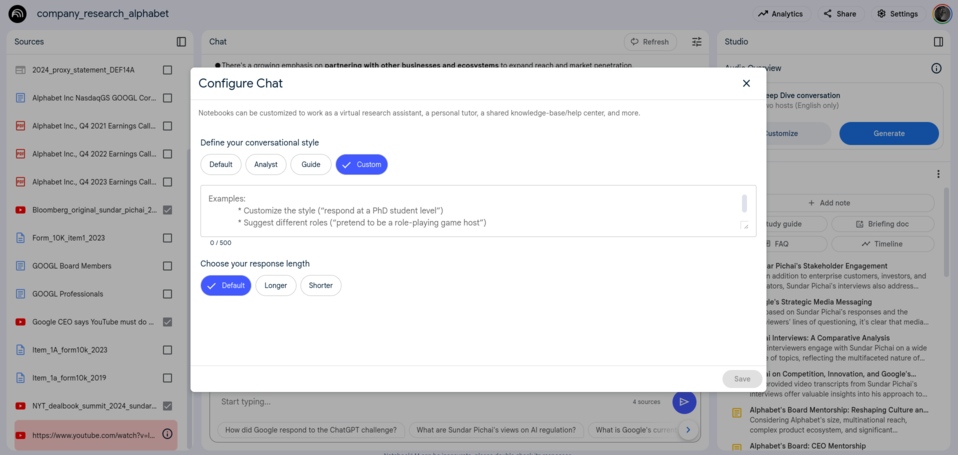 company_research_alphabet
Analytics
Share
Settings
Sources
Chat
Refresh
Studio
2024_proxy_statement_DEF14A
Alphabet Inc NasdaqGS GOOGL Cor...
Alphabet Inc., Q4 2021 Earnings Call...
Alphabet Inc., Q4 2022 Earnings Call...
Alphabet Inc., Q4 2023 Earnings Call...
Bloomberg_original_sundar_pichai_2...
Form_10K_item1_2023
GOOGL Board Members
GOOGL Professionals
Google CEO says YouTube must do ...
Item_1A_form10k_2023
Item_1a_form10k_2019
NYT_dealbook_summit_2024_sundar...
https://www.youtube.com/watch?v=l...
There's a growing emphasis on partnering with other businesses and ecosystems to expand reach and market penetration
Configure Chat
Notebooks can be customized to work as a virtual research assistant, a personal tutor, a shared knowledge-base/help center, and more.
Define your conversational style
Default
Analyst
Guide
Custom
Examples:
* Customize the style ("respond at a PhD student level")
* Suggest different roles ("pretend to be a role-playing game host")
0 / 500
Choose your response length
Default
Longer
Shorter
Save
Start typing...
4 sources
How did Google respond to the ChatGPT challenge?
What are Sundar Pichai's views on AI regulation?
What is Google's curren
Audio Overview
eep Dive conversation
wo hosts (English only)
ustomize
Generate
Add note
tudy guide
Briefing doc
FAQ
Timeline
ar Pichai's Stakeholder Engagement
n addition to enterprise customers, investors, and
ators, Sundar Pichai's interviews also address...
gle's Strategic Media Messaging
based on Sundar Pichai's responses and the
viewers' lines of questioning, it's clear that media...
ai Interviews: A Comparative Analysis
interviewers engage with Sundar Pichai on a wide
e of topics, reflecting the multifaceted nature of...
ai on Competition, Innovation, and Google's...
provided video transcripts from Sundar Pichai's
interviews offer valuable insights into his approach to...
Alphabet's Board Mentorship: Reshaping Culture an...
Considering Alphabet's size, multinational reach,
complex product ecosystem, and significant...
Alphabet's Board: CEO Mentorship